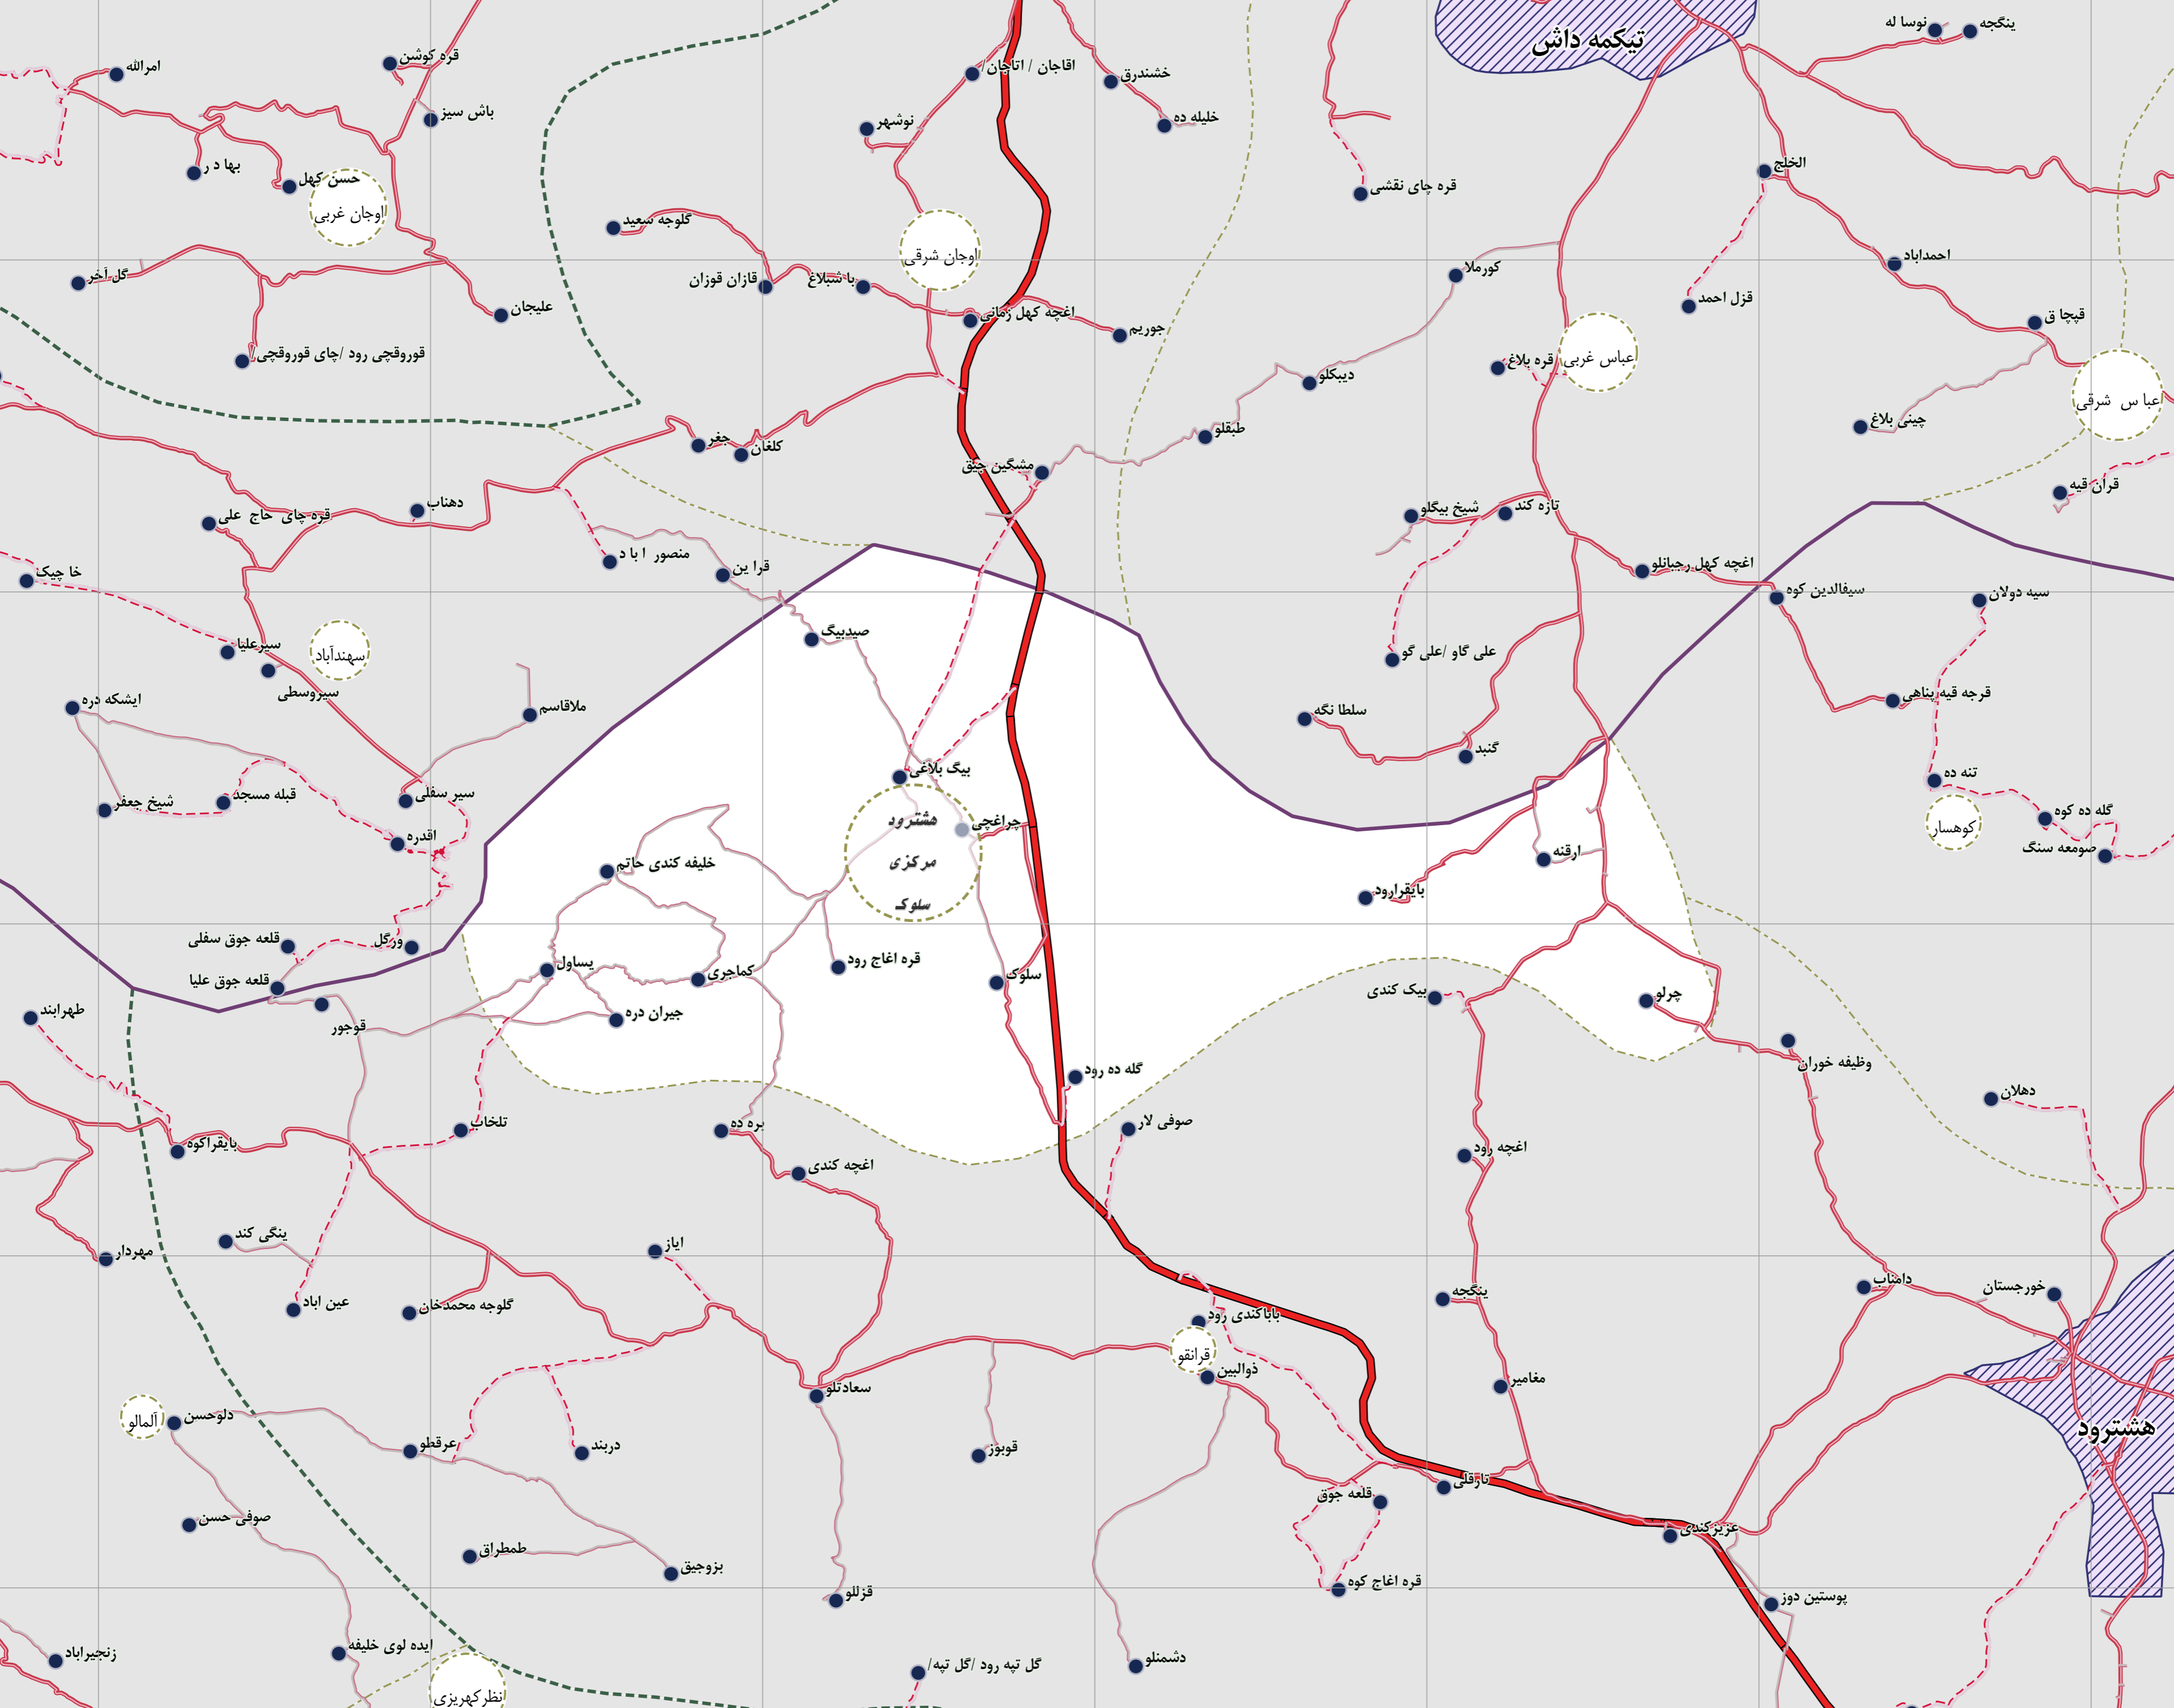 تیکمه داش
نوسا له
ینگجه
امرالله
قره کوشن
اقاجان / اتاجان/
خشندرق
باش سیز
نوشهر
خلیله ده
بها د ر
حسن کهل
اوجان غربی
قره چای نقشی
الخلج
گلوجه سعید
اوجان شرقی
گل آخر
قازان قوزان
با شبلاغ
کورملا
احمداباد
علیجان
اغچه کهل زمانی
جوریم
قزل احمد
قپچا ق
قوروقچی رود /چای قوروقچی/
دیبکلو
قره بلاغ
عباس غربی
عبا س شرقی
جغر
کلغان
طبقلو
چینی بلاغ
مشگین جیق
قران قیه
دهناب
قره چای حاج علی
شیخ بیگلو
تازه کند
خا چیک
منصور ا با د
قرا ین
اغچه کهل رجبانلو
سیفالدین کوه
سیه دولان
صیدبیگ
سیرعلیا
سهندآباد
علی گاو /علی گو
سیروسطی
ایشکه دره
ملاقاسم
سلطا نگه
قرجه قیه پناهی
گنبد
بیگ بلاغی
تنه ده
شیخ جعفر
قبله مسجد
سیر سفلی
هشترود
مرکزی
سلوک
چراغچی
گله ده کوه
کوهسار
اقدره
صومعه سنگ
خلیفه کندی حاتم
ارقنه
بایقرارود
قلعه جوق سفلی
ورگل
قلعه جوق علیا
یساول
کماجری
قره اغاج رود
سلوک
بیک کندی
چرلو
طهرابند
قوجور
جیران دره
وظیفه خوران
گله ده رود
دهلان
بایقراکوه
تلخاب
بره ده
صوفی لار
اغچه رود
اغچه کندی
مهردار
ینگی کند
ایاز
عین اباد
گلوجه محمدخان
باباکندی رود
ینگجه
دامناب
خورجستان
قرانقو
ذوالبین
سعادتلو
مغامیر
آلمالو
دلوحسن
عرقطو
دربند
قوبوز
هشترود
تازقلی
قلعه جوق
صوفی حسن
عزیزکندی
طمطراق
بزوجیق
قزللو
قره اغاج کوه
پوستین دوز
زنجیراباد
ایده لوی خلیفه
گل تپه رود /گل تپه/
دشمنلو
نظرکهریزی